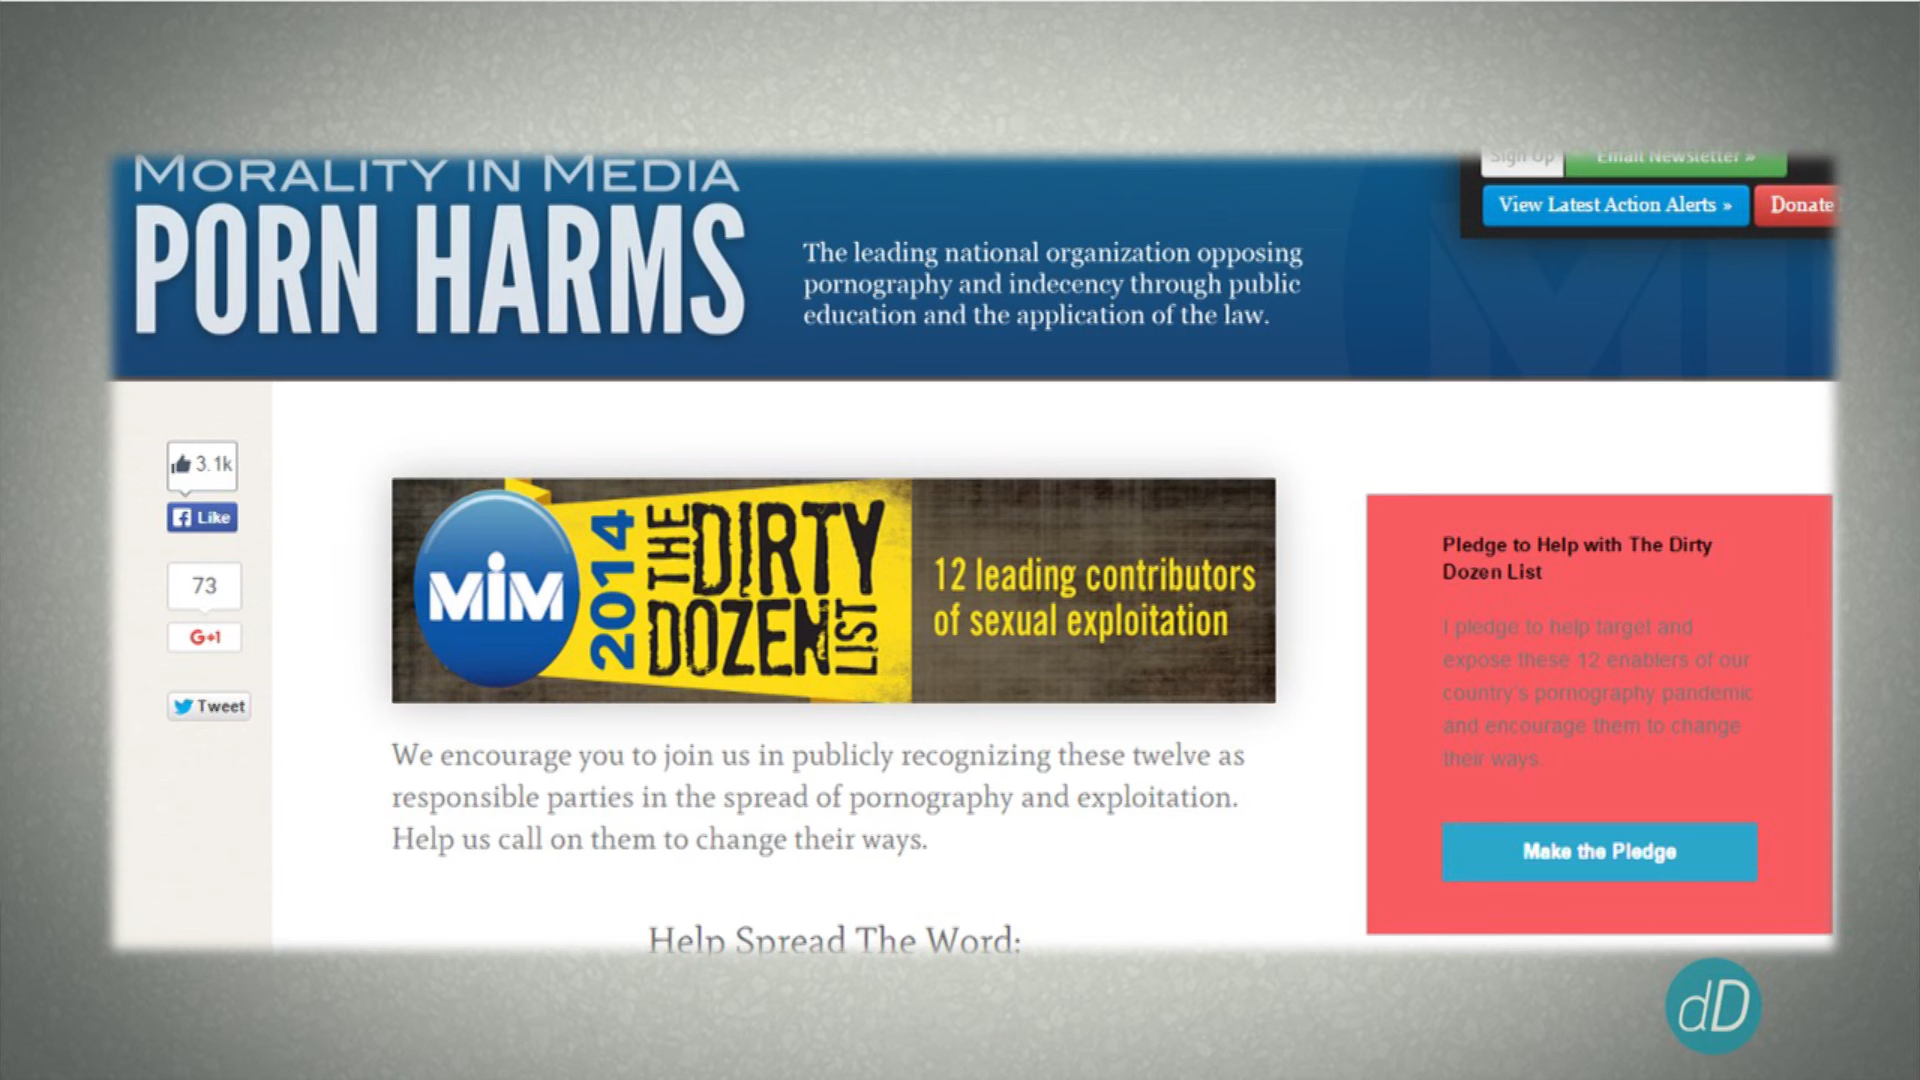 MORALITY IN MEDIA
PORN HARMS
The leading national organization opposing
pornography and indecency through public
education and the application of the law.
Sign Up
Email Newsletter »
View Latest Action Alerts »
Donate
3.1k
Like
73
G+1
Tweet
MiM
2014
THE DIRTY
DOZEN LIST
12 leading contributors
of sexual exploitation
We encourage you to join us in publicly recognizing these twelve as
responsible parties in the spread of pornography and exploitation.
Help us call on them to change their ways.
Help Spread The Word:
Pledge to Help with The Dirty
Dozen List
I pledge to help target and
expose these 12 enablers of our
country's pornography pandemic
and encourage them to change
their ways.
Make the Pledge
dD